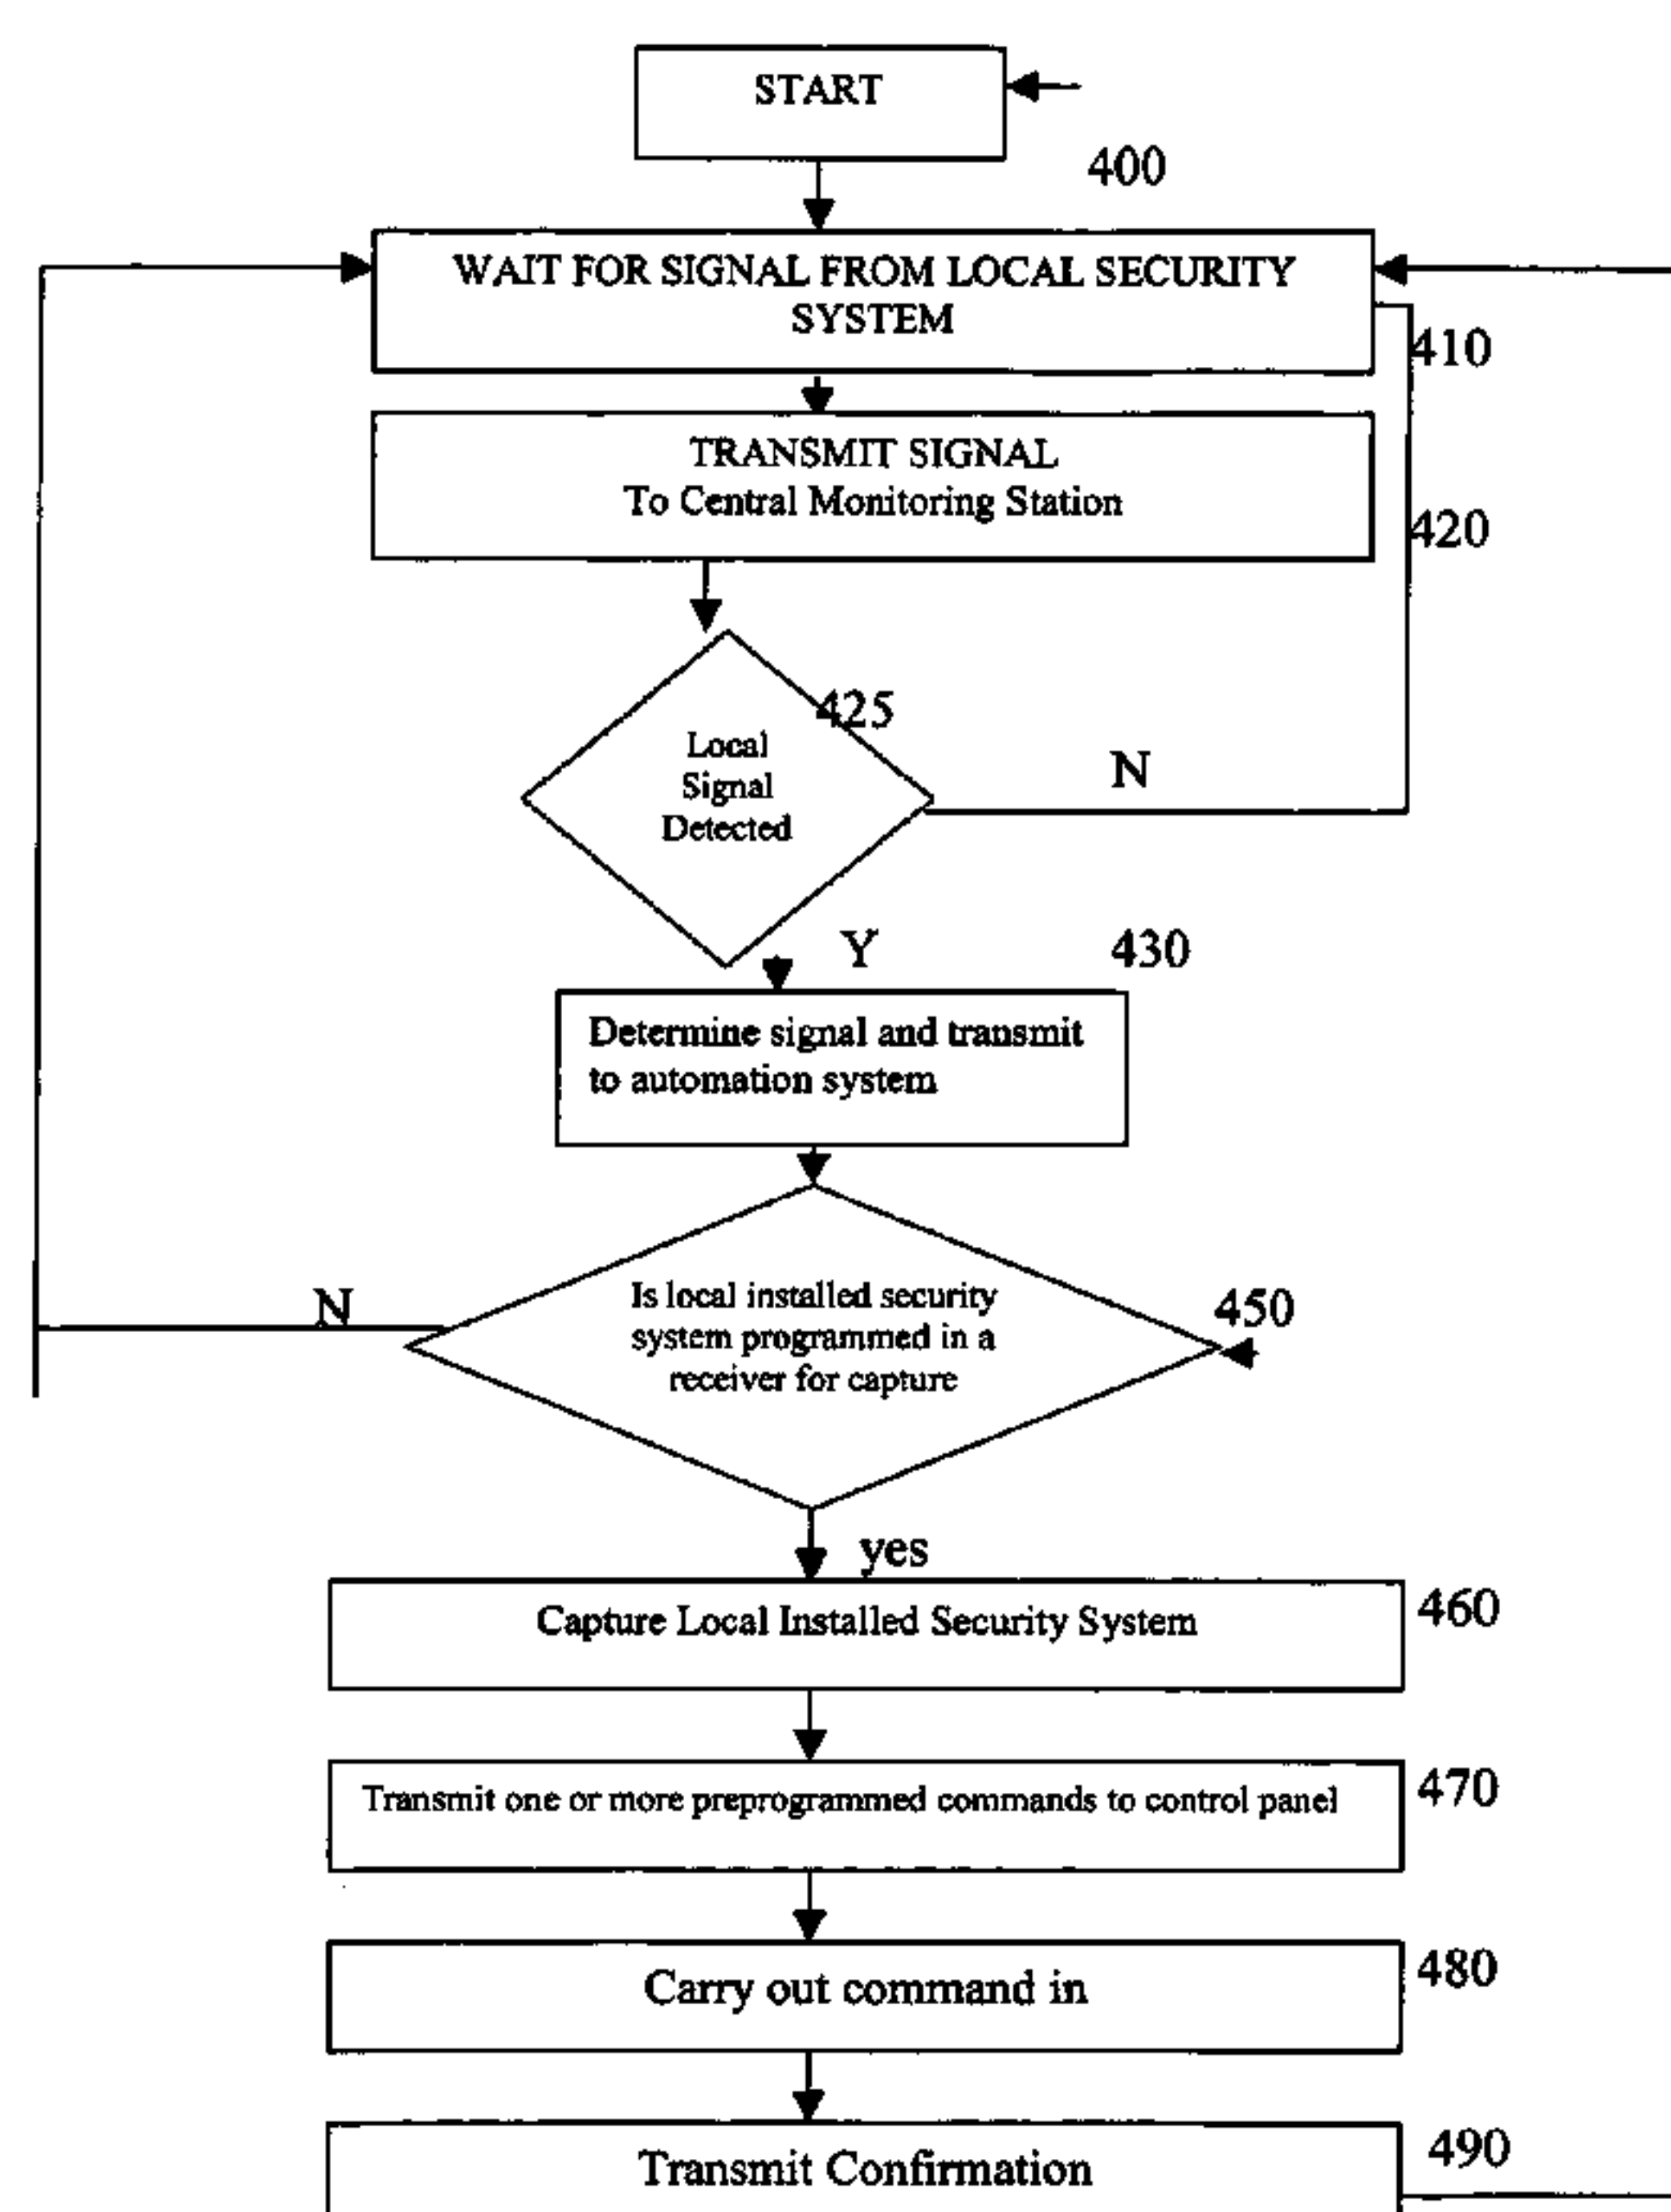 START
400
WAIT FOR SIGNAL FROM LOCAL SECURITY
SYSTEM
410
TRANSMIT SIGNAL
To Central Monitoring Station
420
425
Local
Signal
Detected
N
Y
430
Determine signal and transmit
to automation system
N
Is local installed security
system programmed in a
receiver for capture
450
yes
Capture Local Installed Security System
460
Transmit one or more preprogrammed commands to control panel
470
Carry out command in
480
Transmit Confirmation
490